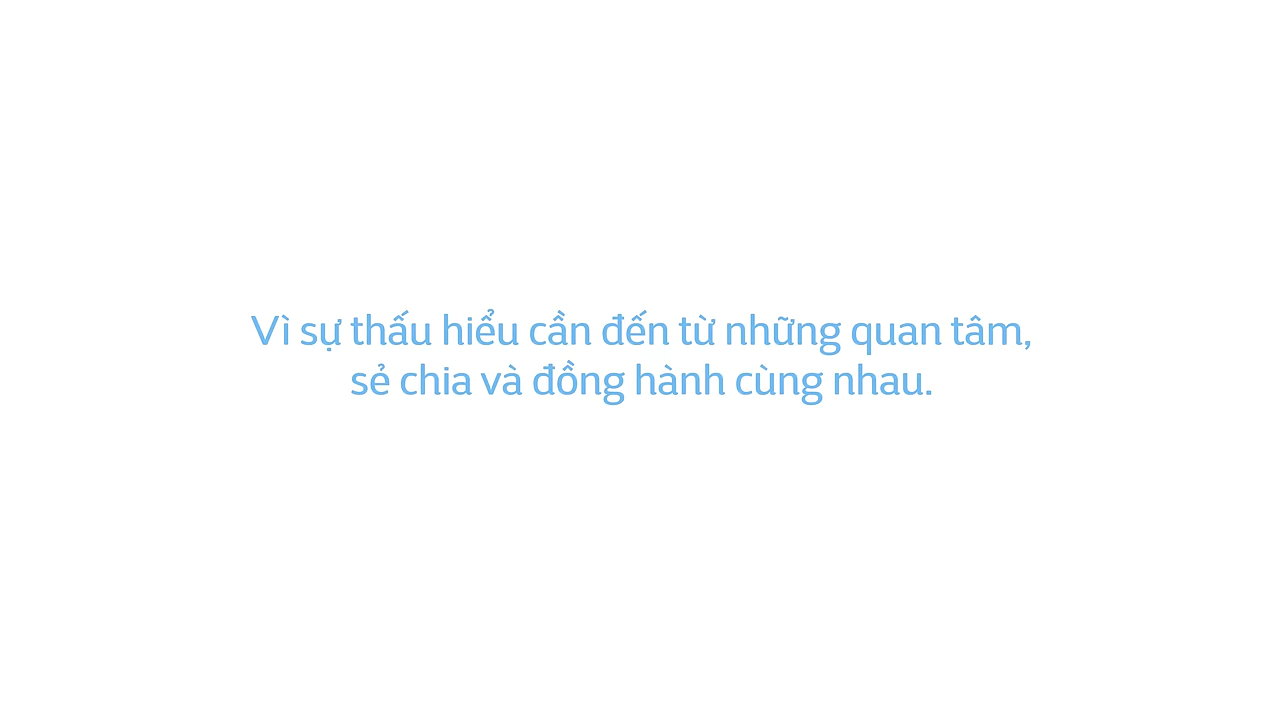 Vì sự thấu hiểu cần đến từ những quan tâm,
sẻ chia và đồng hành cùng nhau.